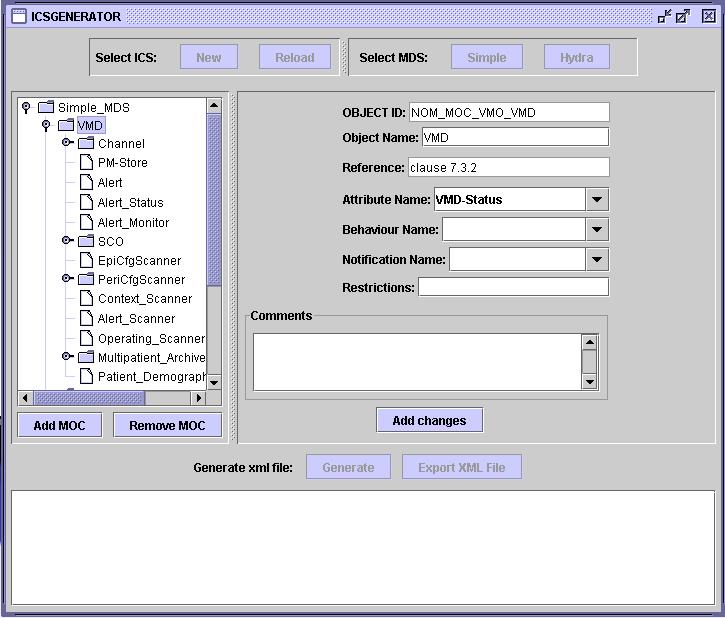 ICSGENERATOR
Select ICS: New Reload Select MDS: Simple Hydra
Simple_MDS
VMD
Channel
PM-Store
Alert
Alert_Status
Alert_Monitor
SCO
EpiCfgScanner
PeriCfgScanner
Context_Scanner
Alert_Scanner
Operating_Scanner
Multipatient_Archive
Patient_Demograph
Add MOC Remove MOC
OBJECT ID: NOM_MOC_VMO_VMD
Object Name: VMD
Reference: clause 7.3.2
Attribute Name: VMD-Status
Behaviour Name:
Notification Name:
Restrictions:
Comments
Add changes
Generate xml file: Generate Export XML File